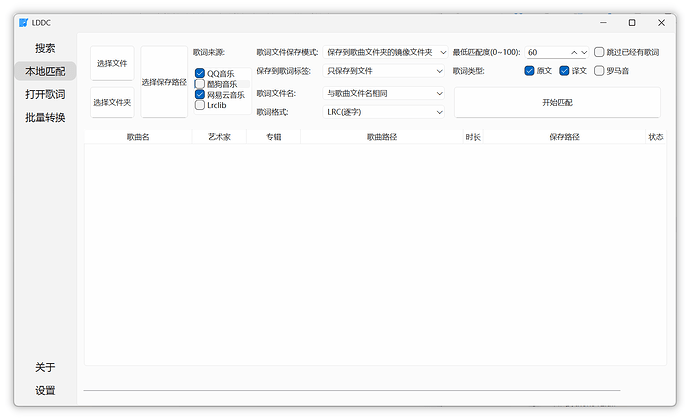 LDDC
搜索
本地匹配
打开歌词
批量转换
关于
设置
选择文件
选择文件夹
选择保存路径
歌词来源:
QQ音乐
酷狗音乐
网易云音乐
Lrclib
歌词文件保存模式: 保存到歌曲文件夹的镜像文件夹
保存到歌词标签: 只保存到文件
歌词文件名: 与歌曲文件名相同
歌词格式: LRC(逐字)
最低匹配度(0~100): 60 跳过已经有歌词
歌词类型: 原文 译文 罗马音
开始匹配
歌曲名 艺术家 专辑 歌曲路径 时长 保存路径 状态